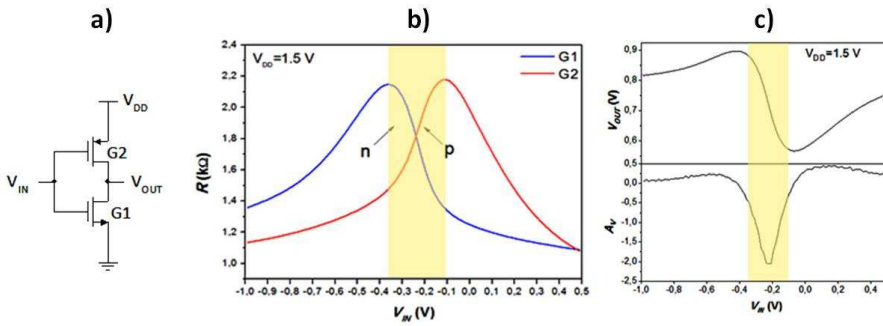 a)
V_DD
G2
V_IN
V_OUT
G1
b)
V_DD=1.5 V
G1
G2
n
p
R(kΩ)
2,4
2,2
2,0
1,8
1,6
1,4
1,2
1,0
-1,0 -0,9 -0,8 -0,7 -0,6 -0,5 -0,4 -0,3 -0,2 -0,1 0,0 0,1 0,2 0,3 0,4 0,5
V_IN (V)
c)
V_DD=1.5 V
V_OUT (V)
0,9
0,8
0,7
0,6
0,5
A_V
0,0
-0,5
-1,0
-1,5
-2,0
-2,5
-1,0 -0,8 -0,6 -0,4 -0,2 0,0 0,2 0,4
V_IN (V)